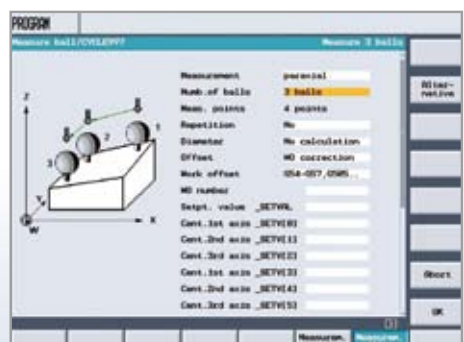 PROGRAM
Measure ball/CYCLE997
Measure 3 balls
Alter-
native
Measurement paraxial
Numb.of balls 3 balls
Meas. points 4 points
Repetition No
Diameter No calculation
Offset WO correction
Work offset G54-G57,G505..
WO number
Setpt. value _SETVAL
Cent.1st axis _SETV[0]
Cent.2nd axis _SETV[1]
Cent.3rd axis _SETV[2]
Cent.1st axis _SETV[3]
Cent.2nd axis _SETV[4]
Cent.3rd axis _SETV[5]
Z
Y
X
W
1
2
3
Abort
OK
Measurem.
Measurem.